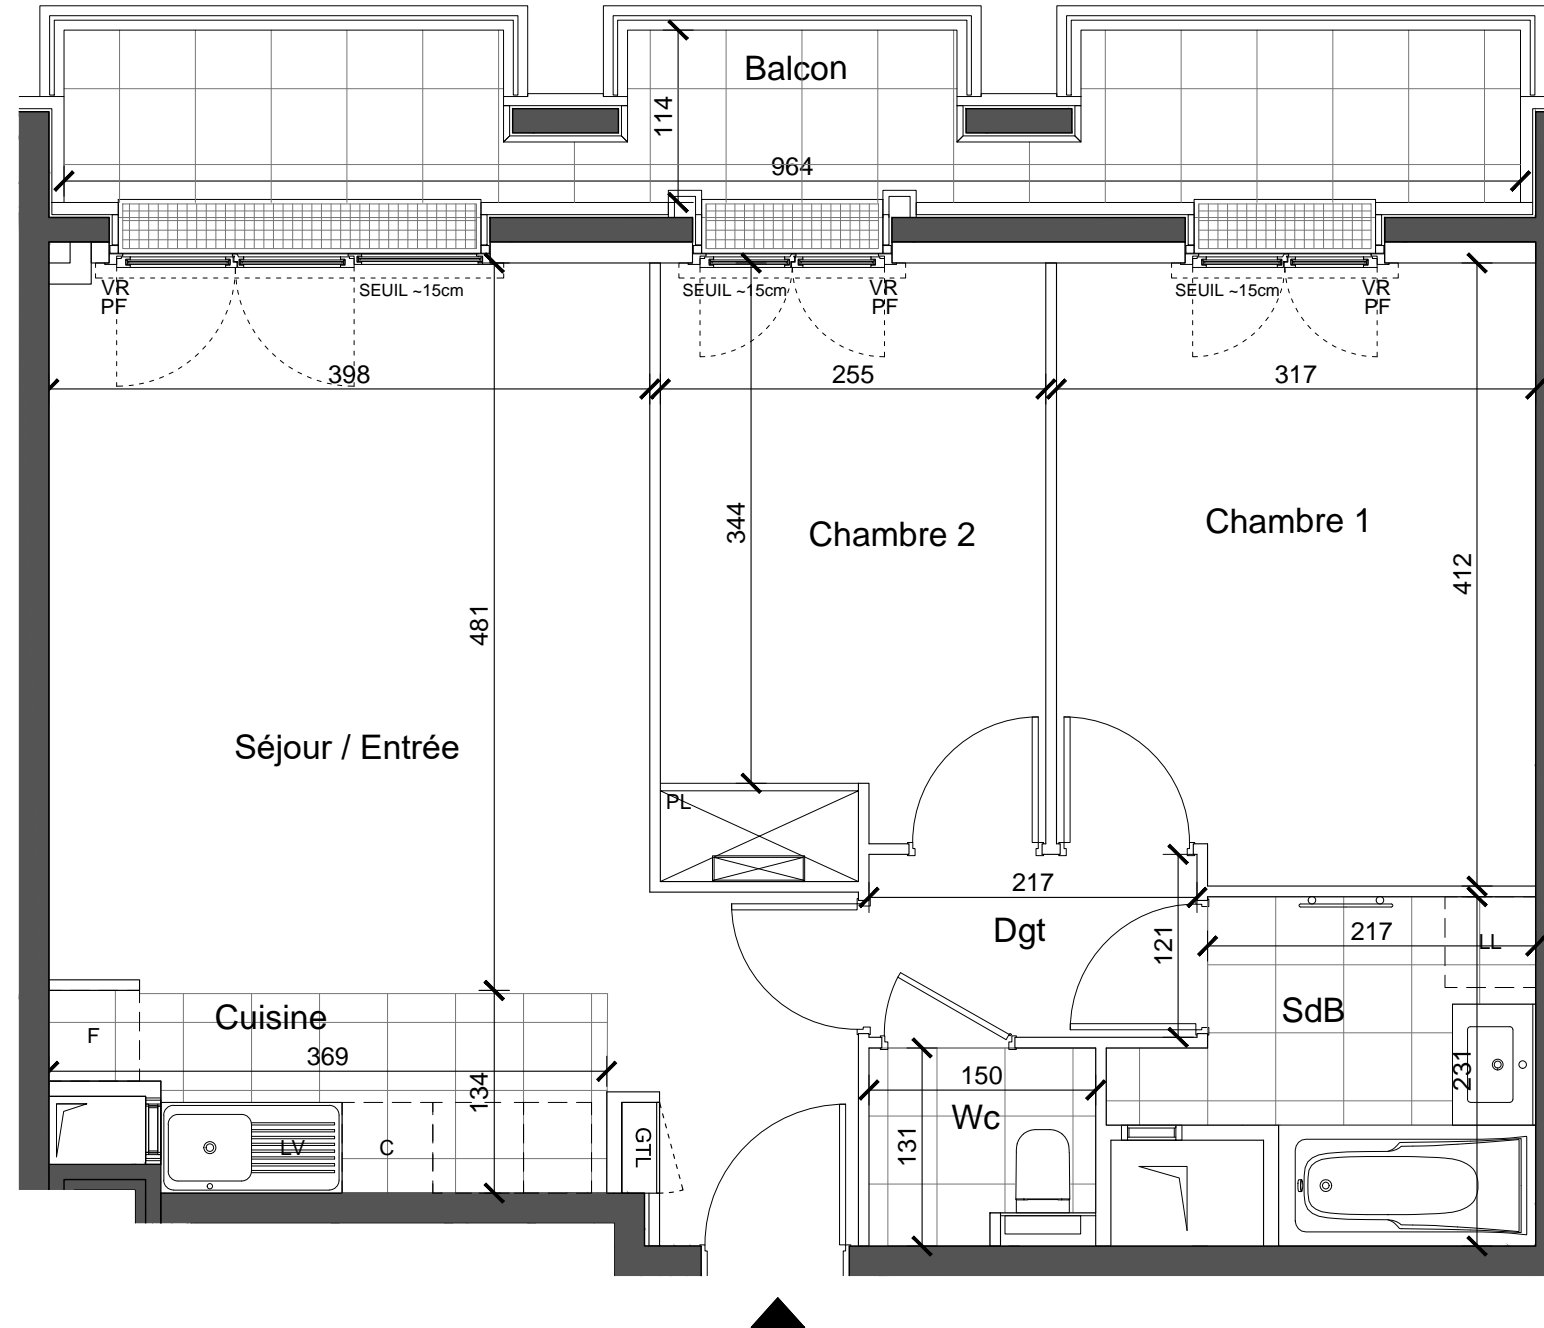 Balcon
114
964
VR
PF
SEUIL ~15cm
SEUIL ~15cm
VR
PF
SEUIL ~15cm
VR
PF
398
255
317
344
Chambre 2
Chambre 1
412
481
Séjour / Entrée
PL
217
Dgt
121
217
LL
Cuisine
F
369
134
SdB
231
150
Wc
131
LV
C
GTL